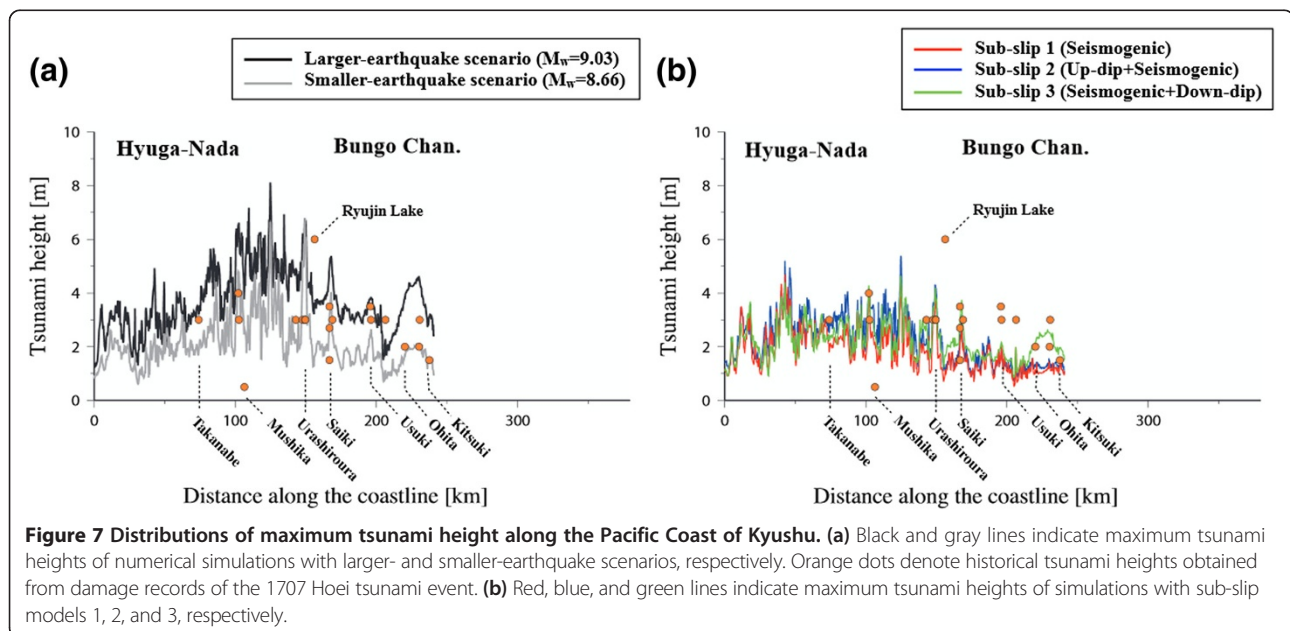 (a)
Larger-earthquake scenario (Mw=9.03)
Smaller-earthquake scenario (Mw=8.66)
Hyuga-Nada
Bungo Chan.
Ryujin Lake
Tsunami height [m]
10
8
6
4
2
0
0
100
200
300
Takanabe
Mushika
Urashiroura
Saiki
Usuki
Ohita
Kitsuki
Distance along the coastline [km]
(b)
Sub-slip 1 (Seismogenic)
Sub-slip 2 (Up-dip+Seismogenic)
Sub-slip 3 (Seismogenic+Down-dip)
Hyuga-Nada
Bungo Chan.
Ryujin Lake
Tsunami height [m]
10
8
6
4
2
0
0
100
200
300
Takanabe
Mushika
Urashiroura
Saiki
Usuki
Ohita
Kitsuki
Distance along the coastline [km]
Figure 7 Distributions of maximum tsunami height along the Pacific Coast of Kyushu. (a) Black and gray lines indicate maximum tsunami
heights of numerical simulations with larger- and smaller-earthquake scenarios, respectively. Orange dots denote historical tsunami heights obtained
from damage records of the 1707 Hoei tsunami event. (b) Red, blue, and green lines indicate maximum tsunami heights of simulations with sub-slip
models 1, 2, and 3, respectively.